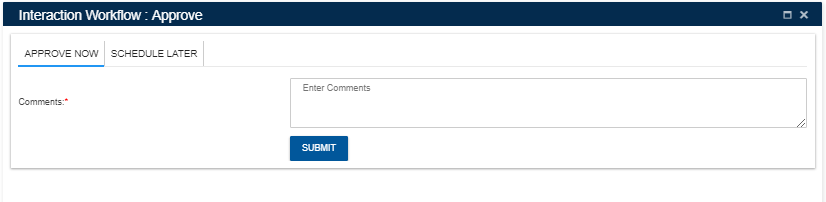 Interaction Workflow : Approve
APPROVE NOW
SCHEDULE LATER
Enter Comments
Comments:*
SUBMIT